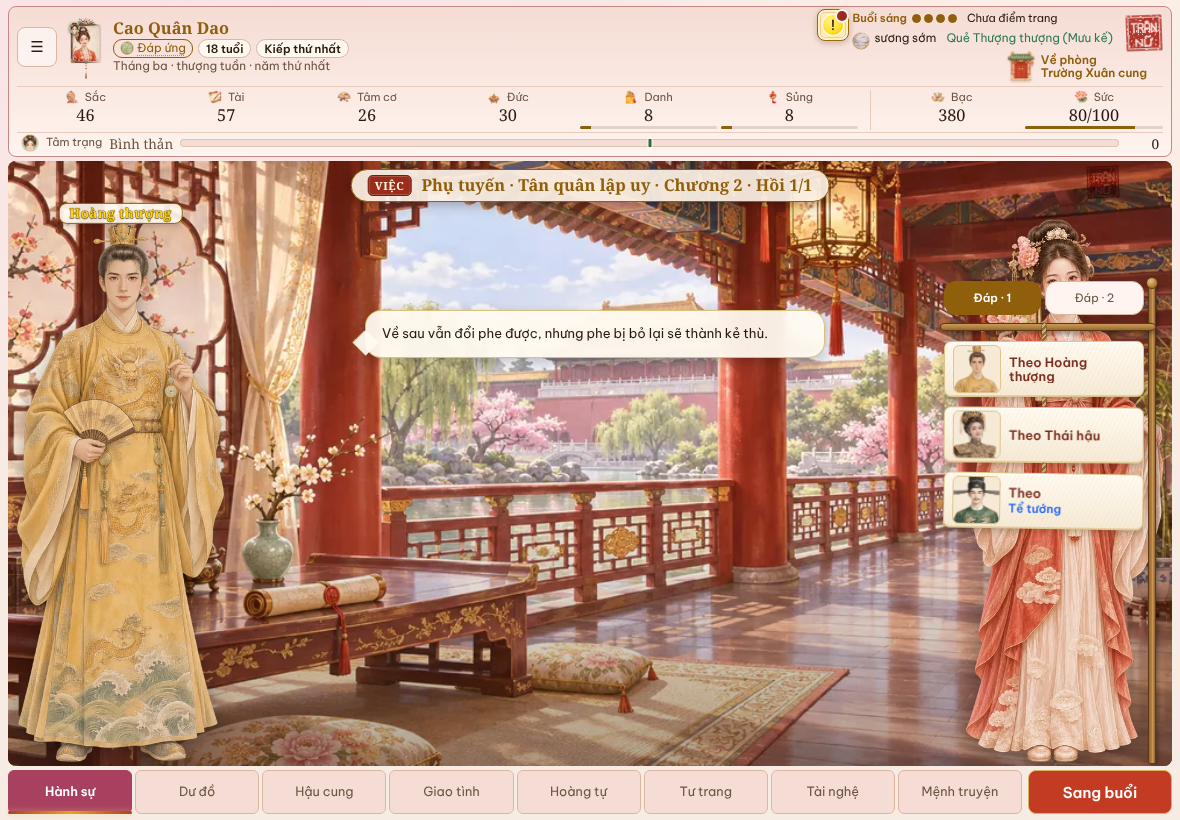 ☰
Cao Quân Dao
Đáp ứng
18 tuổi
Kiếp thứ nhất
Tháng ba · thượng tuần · năm thứ nhất
!
Buổi sáng
Chưa điểm trang
sương sớm
Quẻ Thượng thượng (Mưu kế)
Về phòng
Trường Xuân cung
Sắc
46
Tài
57
Tâm cơ
26
Đức
30
Danh
8
Sủng
8
Bạc
380
Sức
80/100
Tâm trạng
Bình thản
0
VIỆC
Phụ tuyến · Tân quân lập uy · Chương 2 · Hồi 1/1
Hoàng thượng
Về sau vẫn đổi phe được, nhưng phe bị bỏ lại sẽ thành kẻ thù.
Đáp · 1
Đáp · 2
Theo Hoàng
thượng
Theo Thái hậu
Theo
Tể tướng
Hành sự
Dư đồ
Hậu cung
Giao tình
Hoàng tự
Tư trang
Tài nghệ
Mệnh truyện
Sang buổi